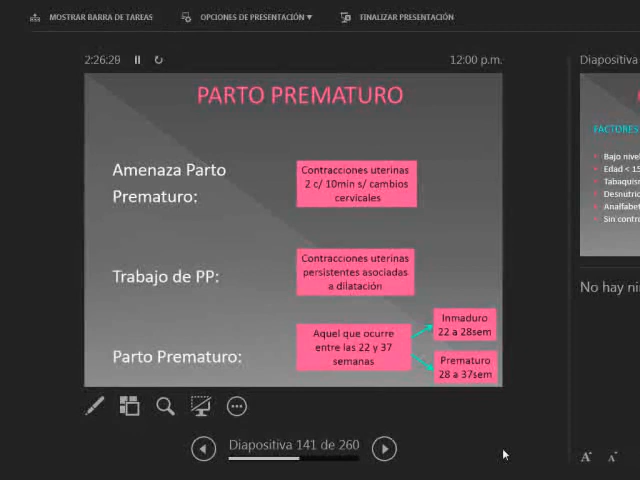 MOSTRAR BARRA DE TAREAS
OPCIONES DE PRESENTACIÓN ▼
FINALIZAR PRESENTACIÓN
2:26:29
12:00 p.m.
Diapositiva
PARTO PREMATURO
Amenaza Parto
Prematuro:
Contracciones uterinas
2 c/ 10min s/ cambios
cervicales
Trabajo de PP:
Contracciones uterinas
persistentes asociadas
a dilatación
Parto Prematuro:
Aquel que ocurre
entre las 22 y 37
semanas
Inmaduro
22 a 28sem
Prematuro
28 a 37sem
FACTORES
Bajo nivel
Edad < 15
Tabaquism
Desnutric
Analfabet
Sin contro
No hay nin
Diapositiva 141 de 260
A
A